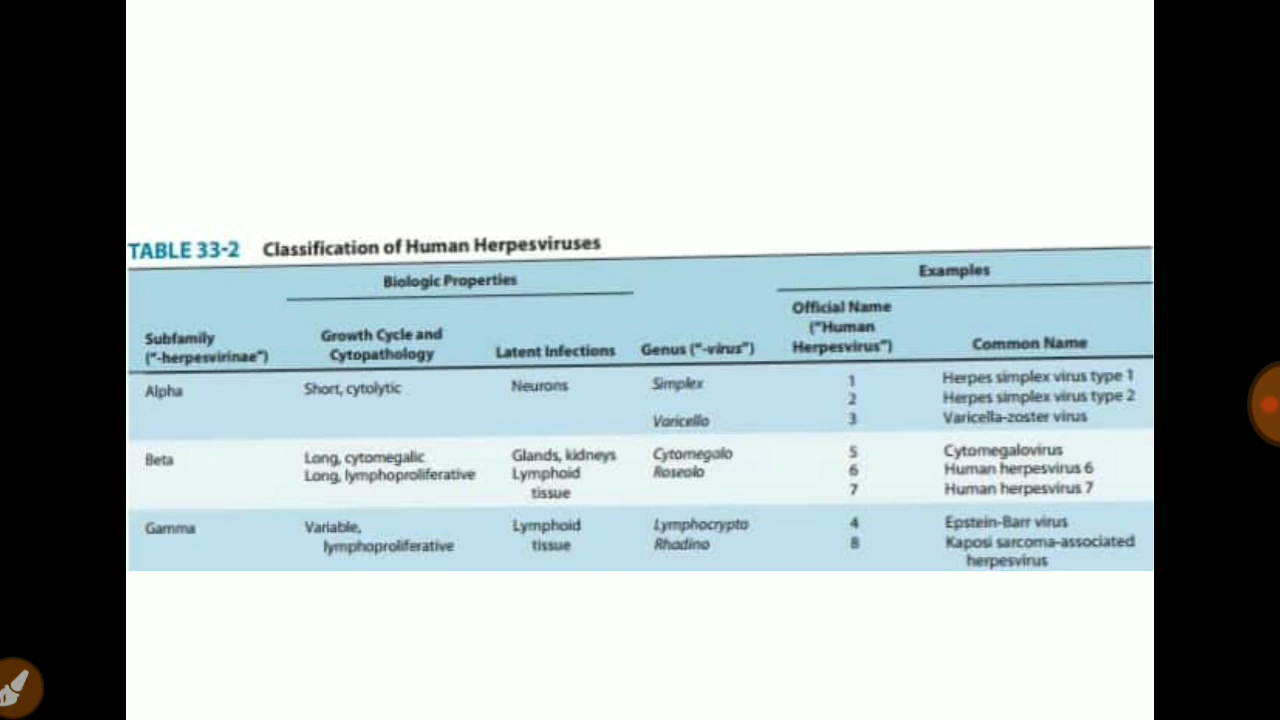 TABLE 33-2 Classification of Human Herpesviruses
Biologic Properties Examples
Subfamily ("-herpesvirinae") Growth Cycle and Cytopathology Latent Infections Genus ("-virus") Official Name ("Human Herpesvirus") Common Name
Alpha Short, cytolytic Neurons Simplex 1 Herpes simplex virus type 1
2 Herpes simplex virus type 2
Varicello 3 Varicella-zoster virus
Beta Long, cytomegalic Glands, kidneys Cytomegalo 5 Cytomegalovirus
Long, lymphoproliferative Lymphoid Roseolo 6 Human herpesvirus 6
tissue 7 Human herpesvirus 7
Gamma Variable, Lymphoid Lymphocrypto 4 Epstein-Barr virus
lymphoproliferative tissue Rhadino 8 Kaposi sarcoma-associated
herpesvirus